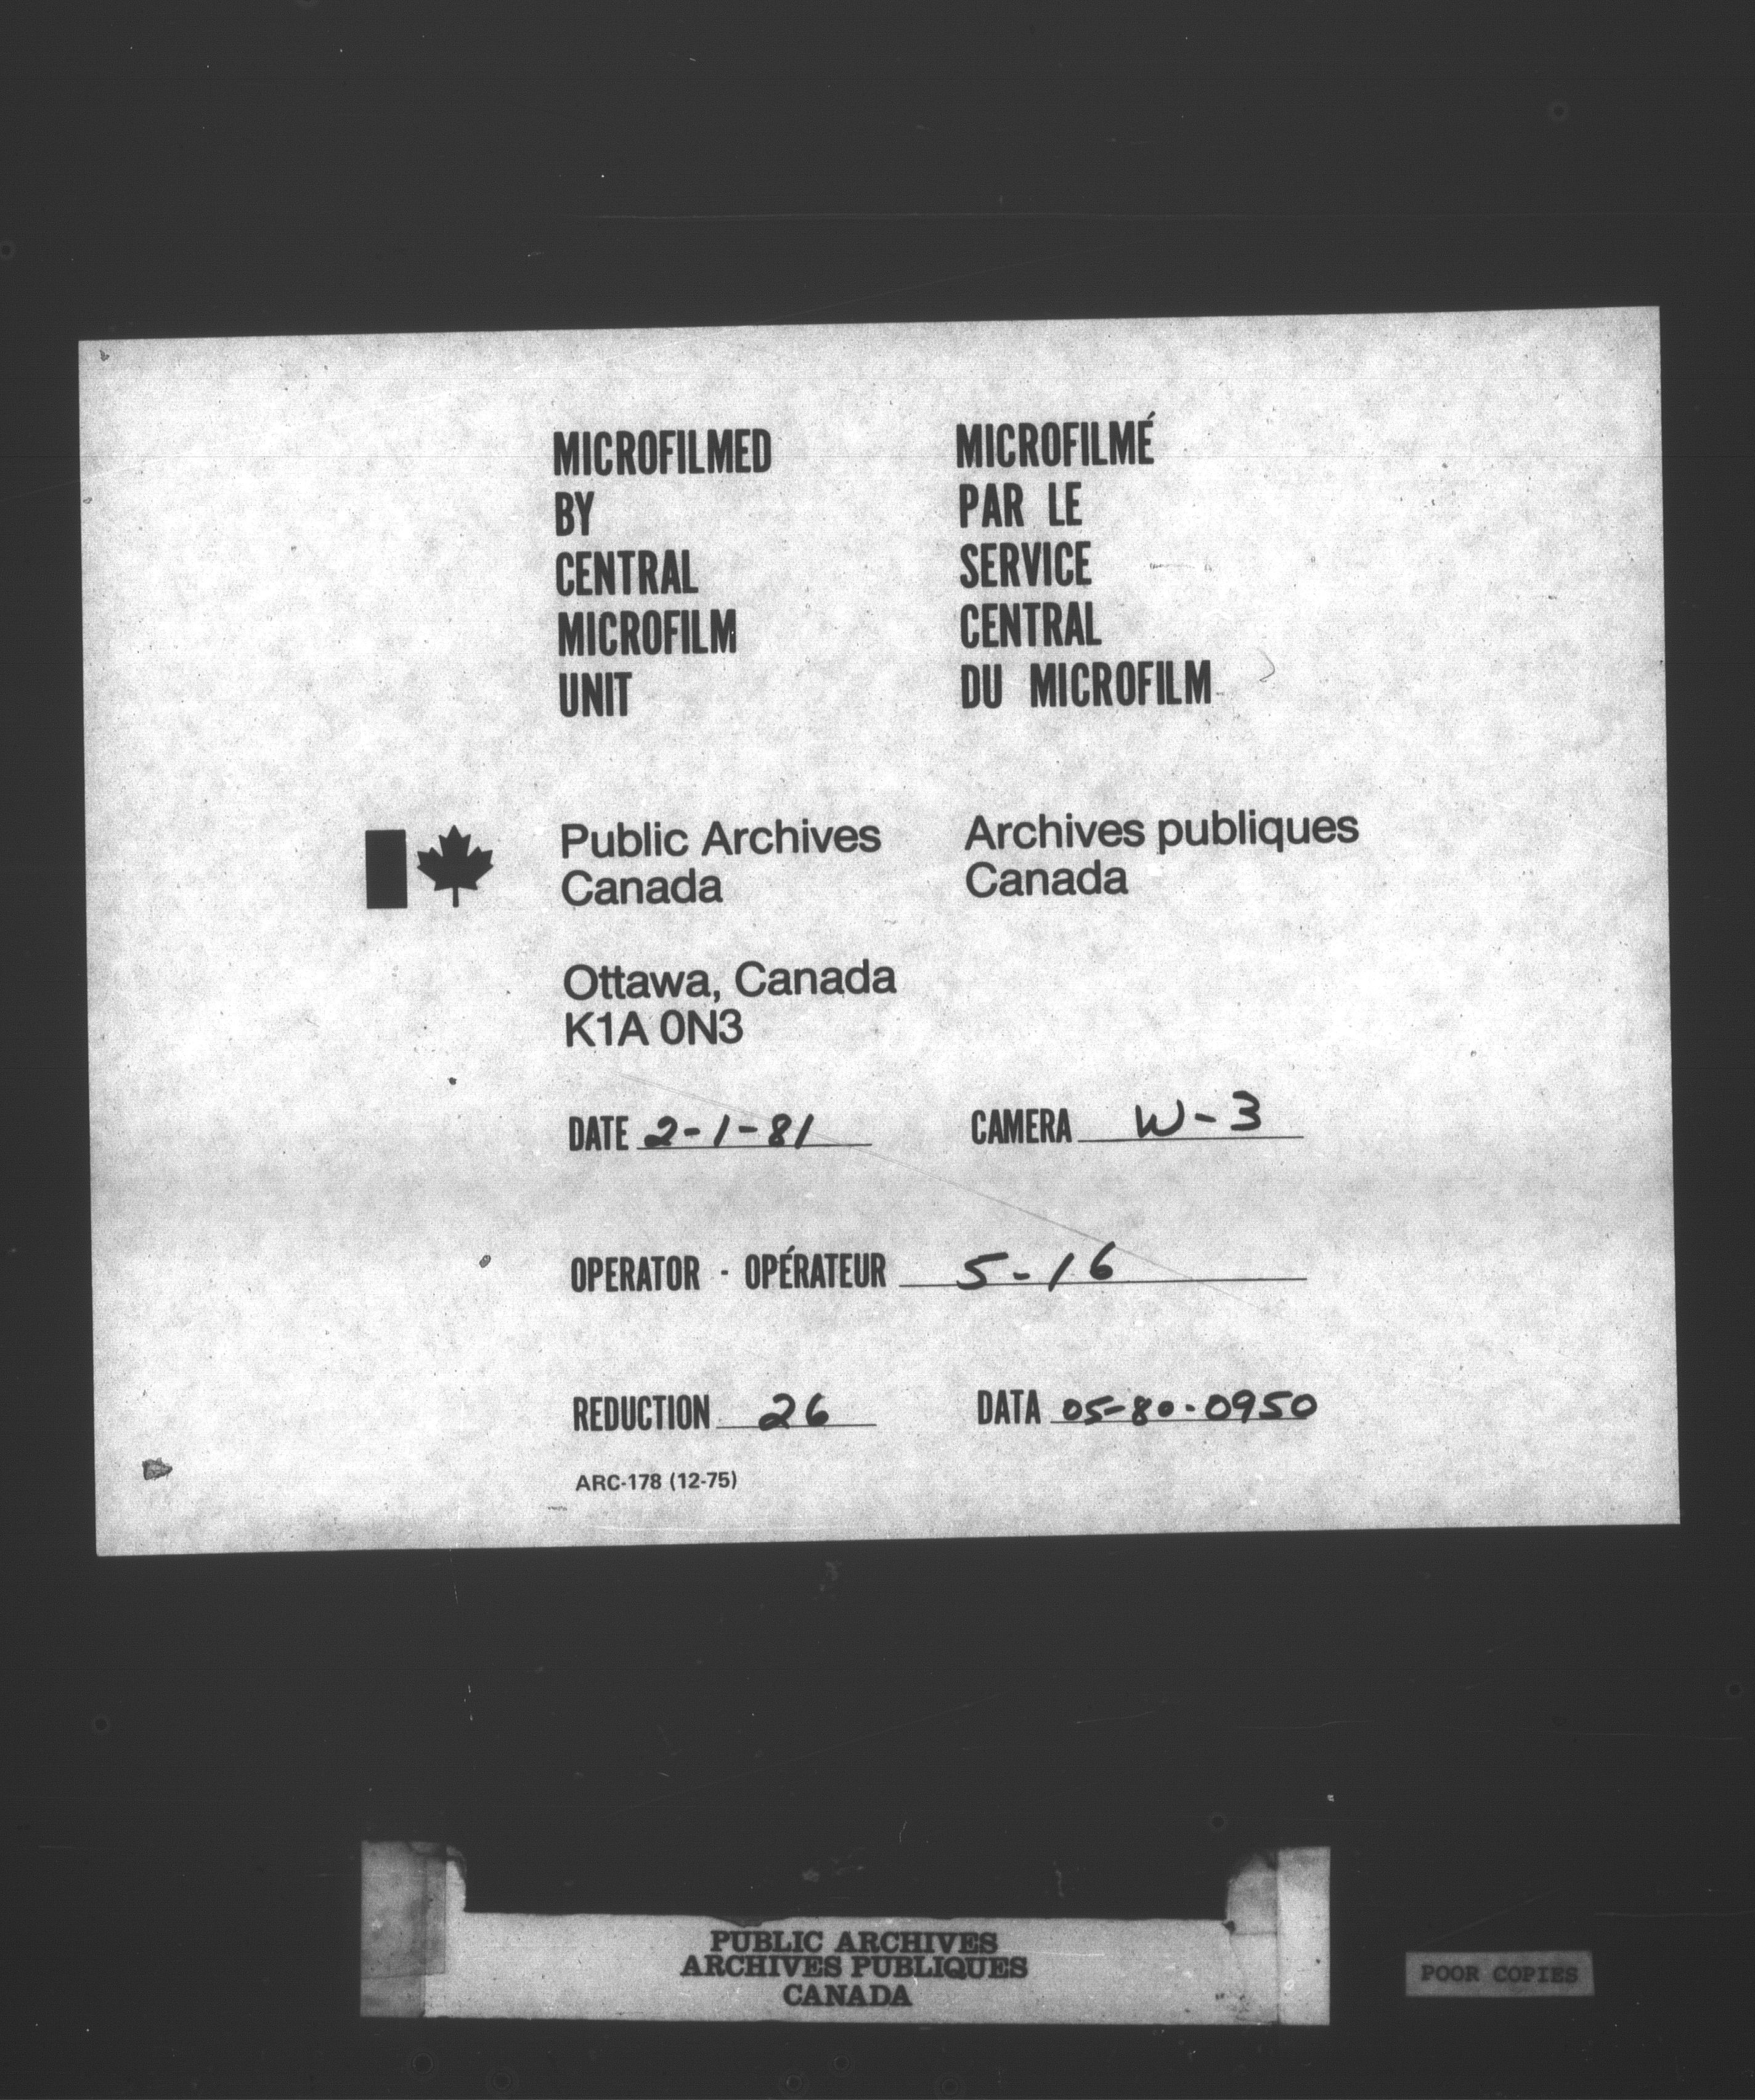 MICROFILMED
BY
CENTRAL
MICROFILM
UNIT
MICROFILMÉ
PAR LE
SERVICE
CENTRAL
DU MICROFILM
Public Archives
Canada
Archives publiques
Canada
Ottawa, Canada
K1A 0N3
DATE 2-1-81
CAMERA W-3
OPERATOR - OPÉRATEUR 5-16
REDUCTION 26
DATA 05-80-0950
ARC-178 (12-75)
PUBLIC ARCHIVES
ARCHIVES PUBLIQUES
CANADA
POOR COPIES